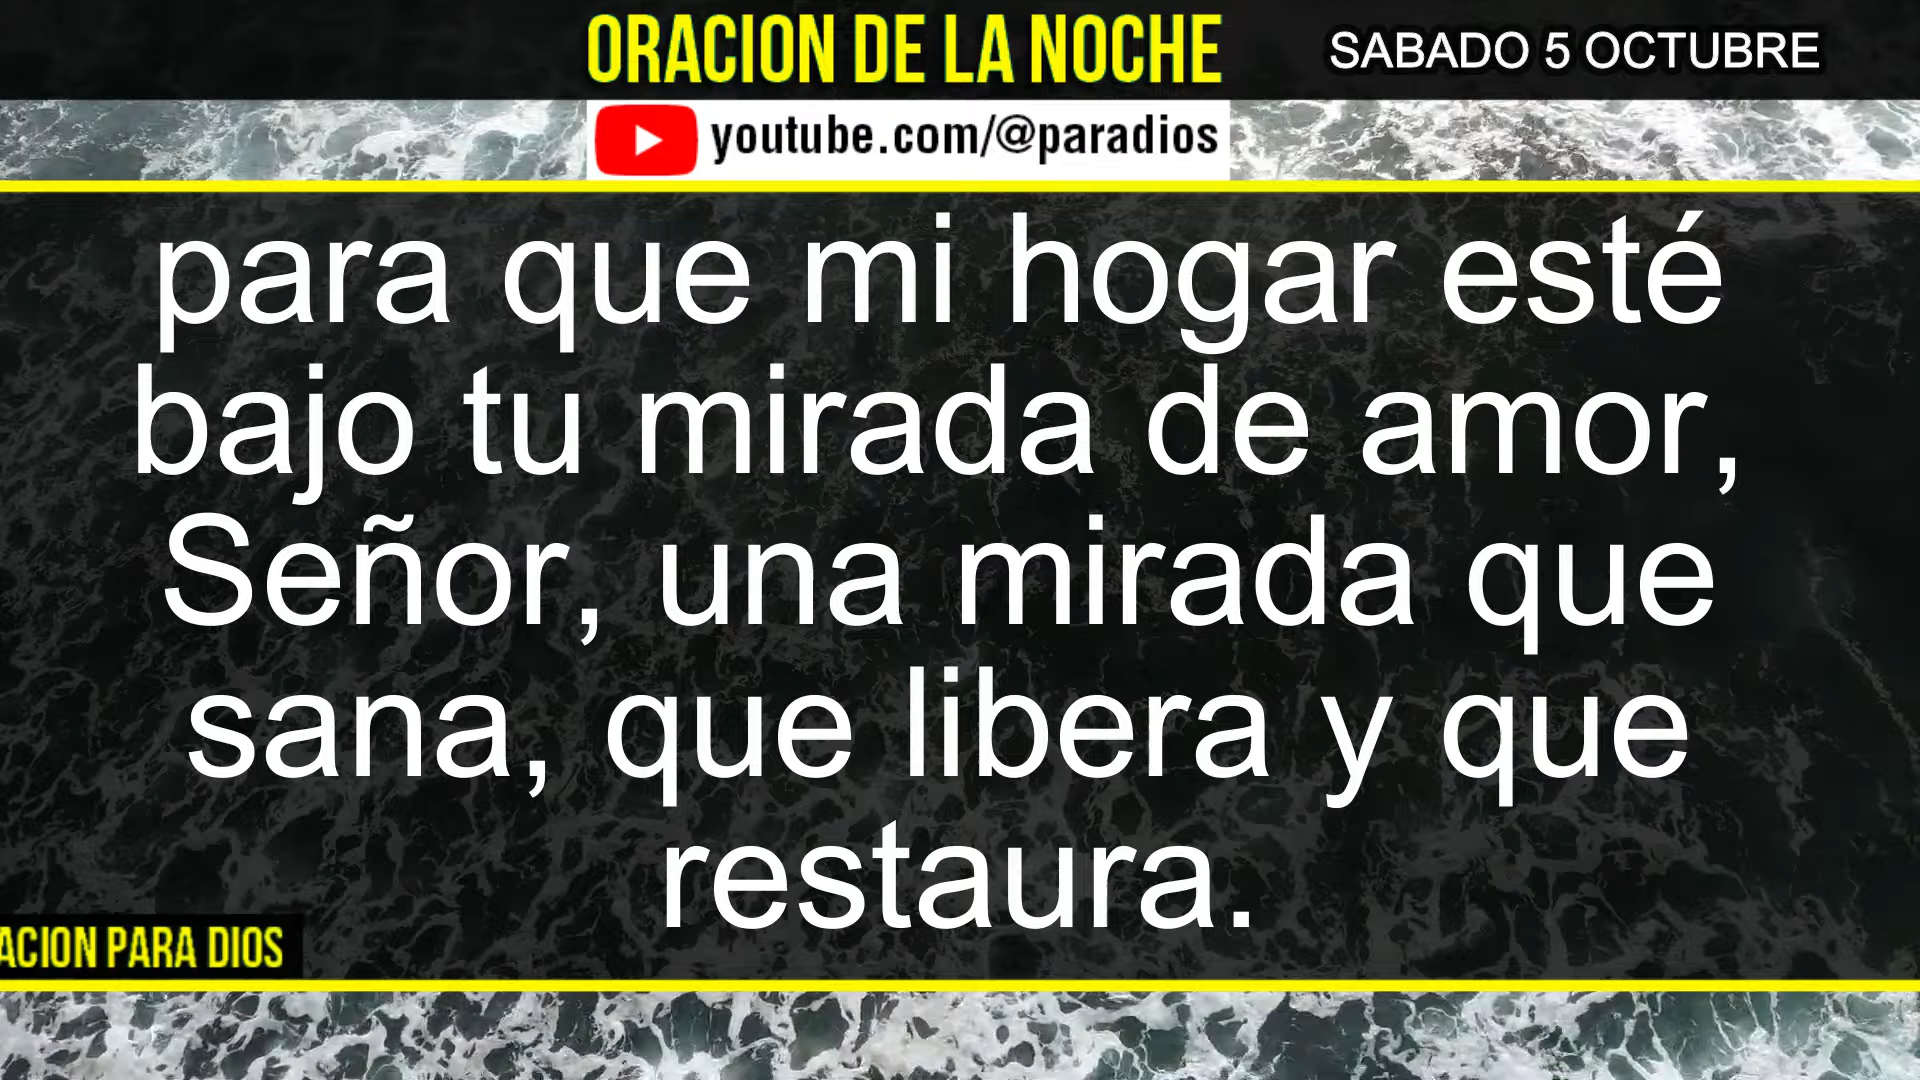 ORACION DE LA NOCHE
SABADO 5 OCTUBRE
youtube.com/@paradios
para que mi hogar esté
bajo tu mirada de amor,
Señor, una mirada que
sana, que libera y que
restaura.
ACION PARA DIOS